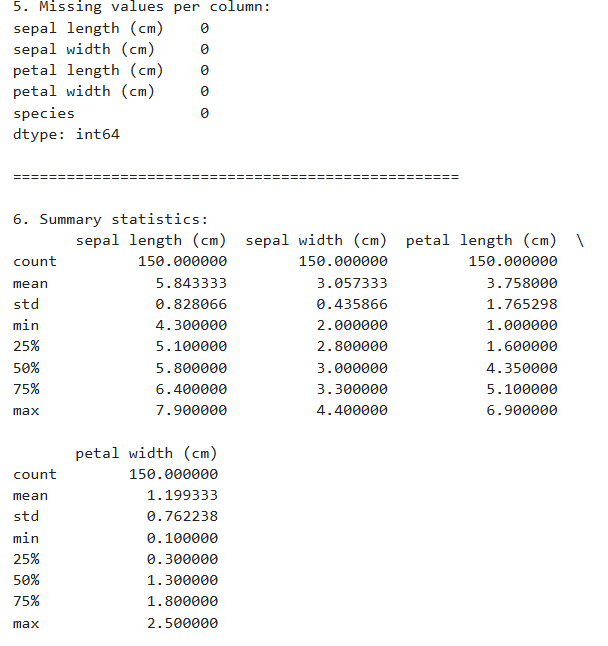 5. Missing values per column:
sepal length (cm)    0
sepal width (cm)     0
petal length (cm)    0
petal width (cm)     0
species              0
dtype: int64
==================================================
6. Summary statistics:
       sepal length (cm)  sepal width (cm)  petal length (cm)  \
count         150.000000        150.000000         150.000000
mean            5.843333          3.057333           3.758000
std             0.828066          0.435866           1.765298
min             4.300000          2.000000           1.000000
25%             5.100000          2.800000           1.600000
50%             5.800000          3.000000           4.350000
75%             6.400000          3.300000           5.100000
max             7.900000          4.400000           6.900000
       petal width (cm)
count        150.000000
mean           1.199333
std            0.762238
min            0.100000
25%            0.300000
50%            1.300000
75%            1.800000
max            2.500000